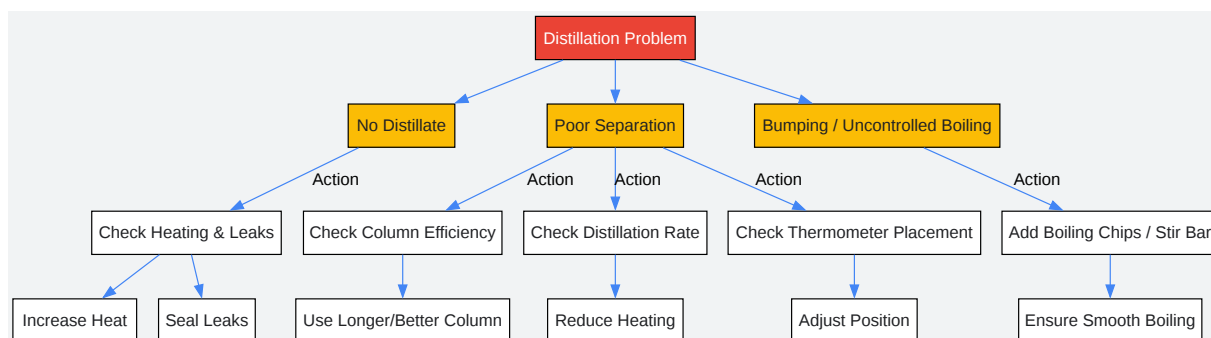 Distillation Problem
No Distillate
Poor Separation
Bumping / Uncontrolled Boiling
Action
Action
Action
Action
Action
Check Heating & Leaks
Check Column Efficiency
Check Distillation Rate
Check Thermometer Placement
Add Boiling Chips / Stir Bar
Increase Heat
Seal Leaks
Use Longer/Better Column
Reduce Heating
Adjust Position
Ensure Smooth Boiling